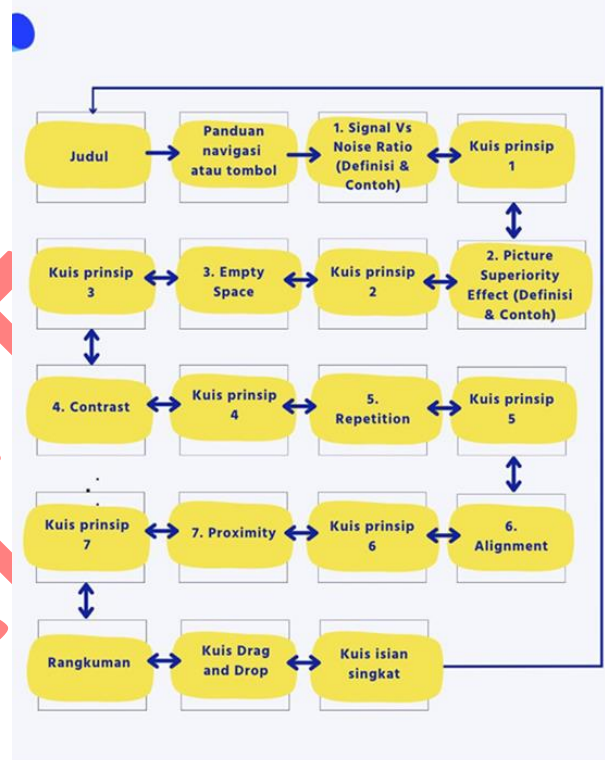 Judul
Panduan
navigasi
atau tombol
1. Signal Vs
Noise Ratio
(Definisi &
Contoh)
Kuis prinsip
1
Kuis prinsip
3
3. Empty
Space
Kuis prinsip
2
2. Picture
Superiority
Effect (Definisi
& Contoh)
4. Contrast
Kuis prinsip
4
5.
Repetition
Kuis prinsip
5
Kuis prinsip
7
7. Proximity
Kuis prinsip
6
6.
Alignment
Rangkuman
Kuis Drag
and Drop
Kuis isian
singkat